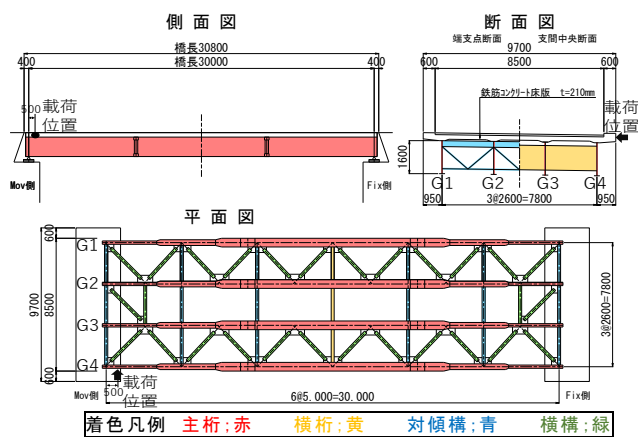 側面図
橋長30800
400
橋長30000
400
500
載荷
位置
Mov側
Fix側
断面図
端支点断面
支間中央断面
9700
600
8500
600
鉄筋コンクリート床版 t=210mm
載荷
位置
1600
G1
G2
G3
G4
950
3@2600=7800
950
平面図
600
9700
8500
600
G1
G2
G3
G4
3@2600=7800
500
載荷
位置
Mov側
6@5.000=30.000
Fix側
着色凡例 主桁;赤 横桁;黄 対傾構;青 横構;緑